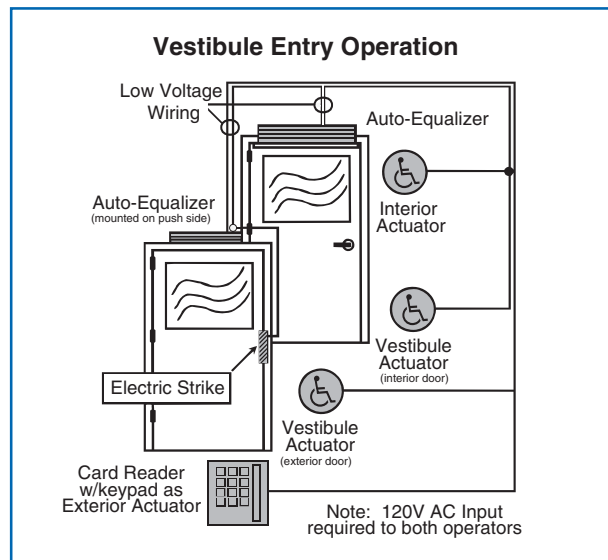 Vestibule Entry Operation
Low Voltage
Wiring
Auto-Equalizer
Auto-Equalizer
(mounted on push side)
Interior
Actuator
Vestibule
Actuator
(interior door)
Electric Strike
Vestibule
Actuator
(exterior door)
Card Reader
w/keypad as
Exterior Actuator
Note: 120V AC Input
required to both operators